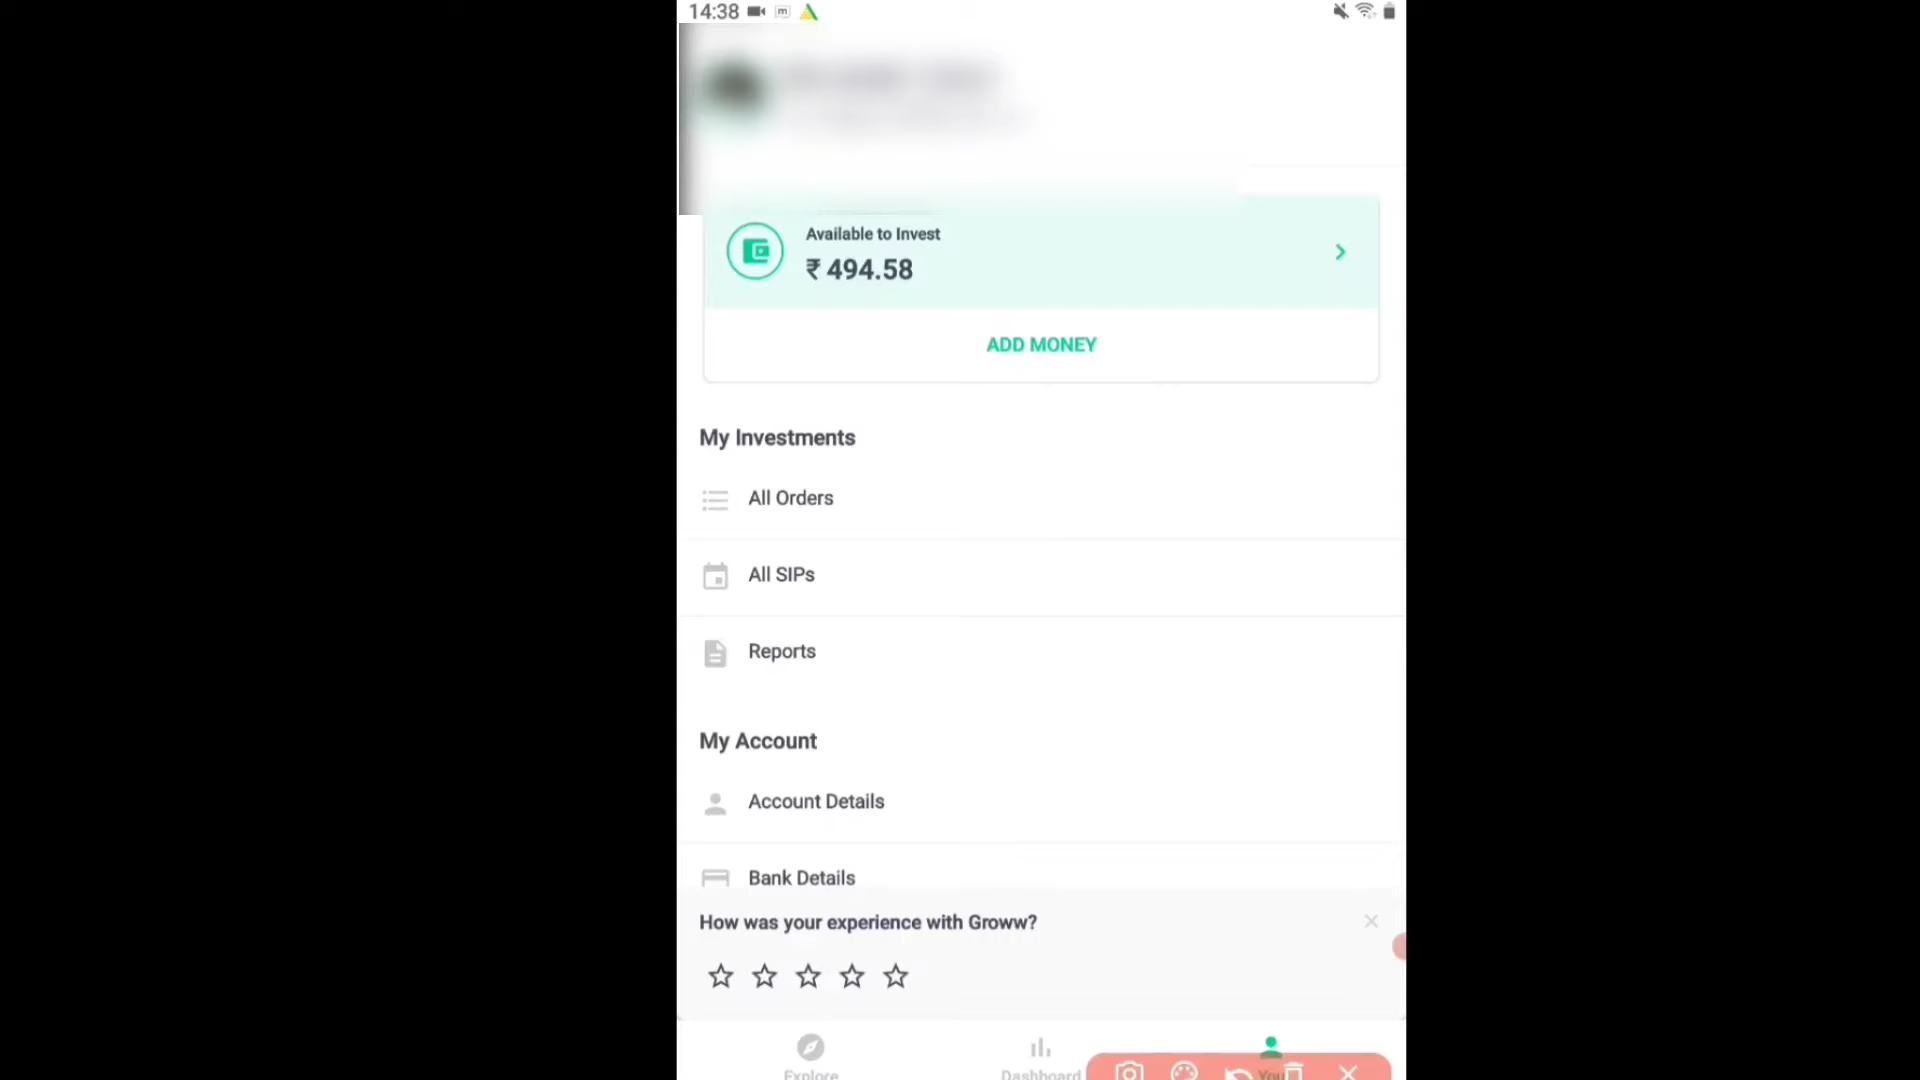 14:38
Available to Invest
₹ 494.58
ADD MONEY
My Investments
All Orders
All SIPs
Reports
My Account
Account Details
Bank Details
How was your experience with Groww?
Explore
Dashboard
You